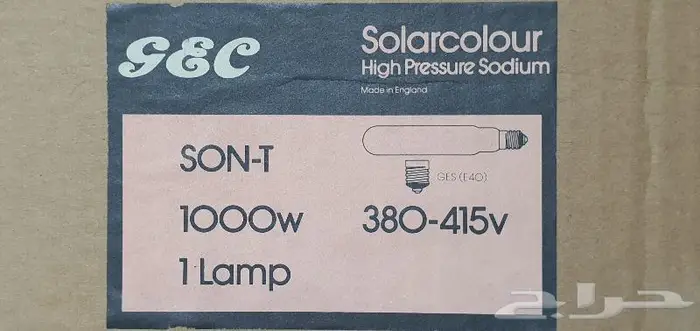 GEC
Solarcolour
High Pressure Sodium
Made in England
SON-T
GES (E40)
1000w 380-415v
1 Lamp
حراج